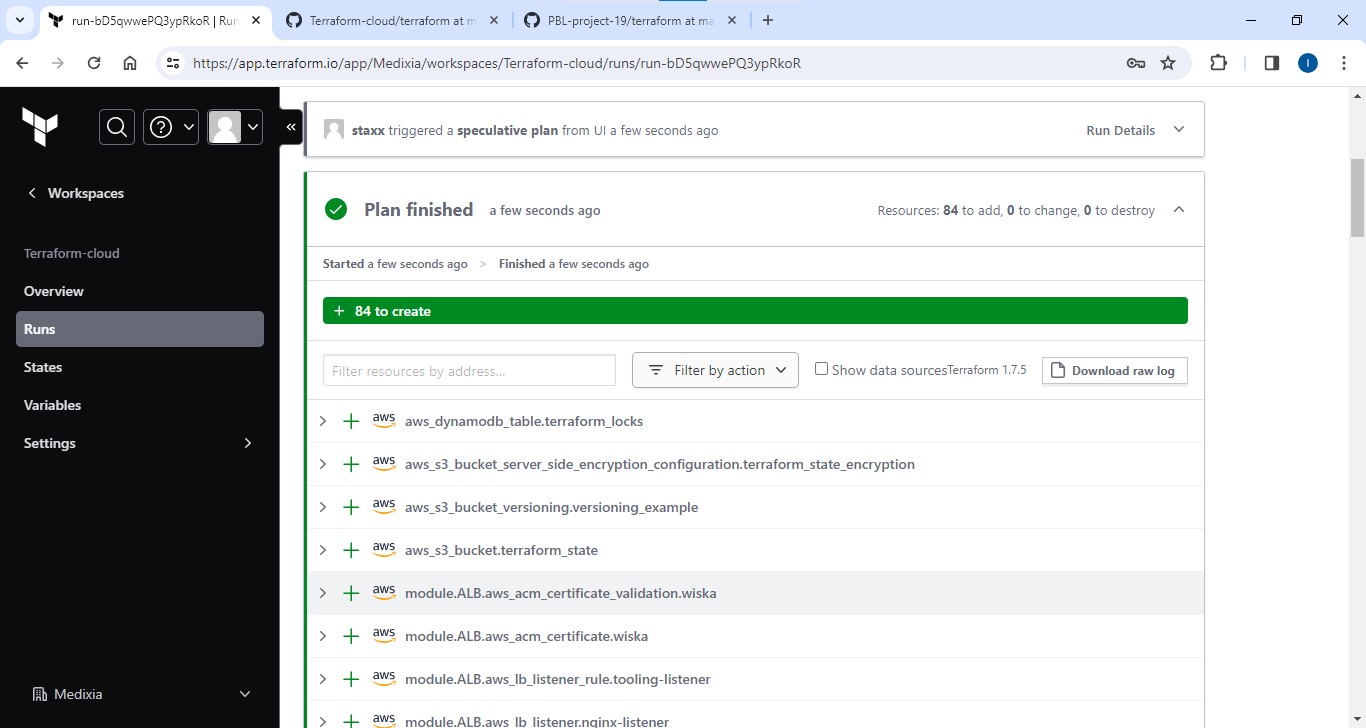 run-bD5qwwePQ3ypRkoR | Run
Terraform-cloud/terraform at m
PBL-project-19/terraform at ma
https://app.terraform.io/app/Medixia/workspaces/Terraform-cloud/runs/run-bD5qwwePQ3ypRkoR
I
Workspaces
Terraform-cloud
Overview
Runs
States
Variables
Settings
Medixia
staxx triggered a speculative plan from UI a few seconds ago
Run Details
Plan finished a few seconds ago
Resources: 84 to add, 0 to change, 0 to destroy
Started a few seconds ago > Finished a few seconds ago
+ 84 to create
Filter resources by address...
Filter by action
Show data sources
Terraform 1.7.5
Download raw log
aws aws_dynamodb_table.terraform_locks
aws aws_s3_bucket_server_side_encryption_configuration.terraform_state_encryption
aws aws_s3_bucket_versioning.versioning_example
aws aws_s3_bucket.terraform_state
aws module.ALB.aws_acm_certificate_validation.wiska
aws module.ALB.aws_acm_certificate.wiska
aws module.ALB.aws_lb_listener_rule.tooling-listener
aws module.ALB.aws_lb_listener.nginx-listener